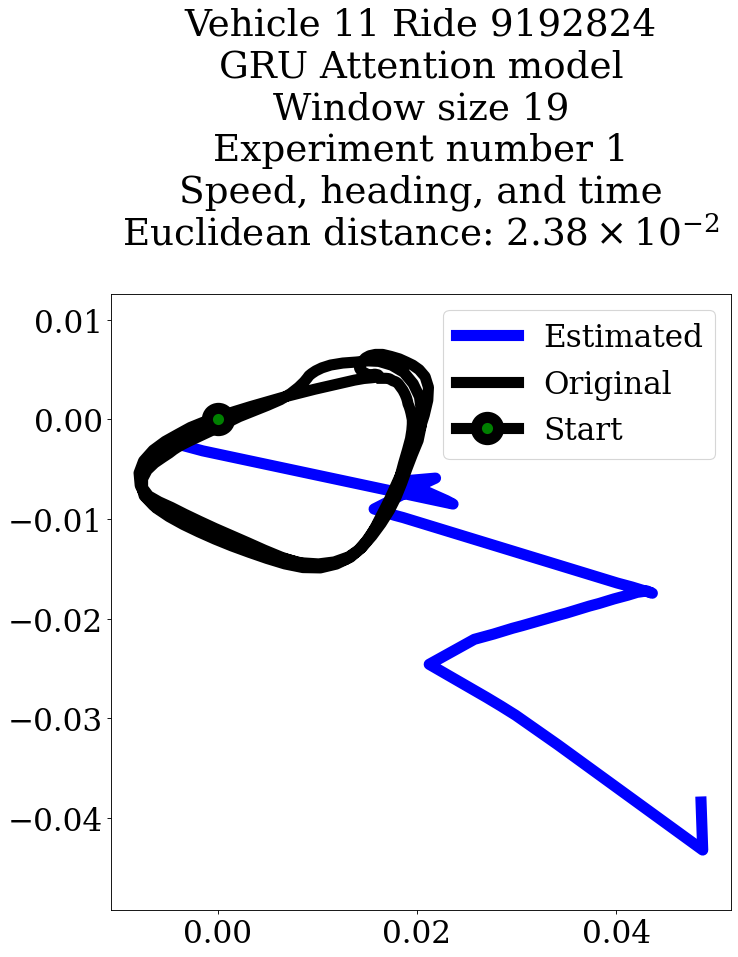 Vehicle 11 Ride 9192824
GRU Attention model
Window size 19
Experiment number 1
Speed, heading, and time
Euclidean distance: 2.38 × 10⁻²
Estimated
Original
Start
0.01
0.00
−0.01
−0.02
−0.03
−0.04
0.00 0.02 0.04